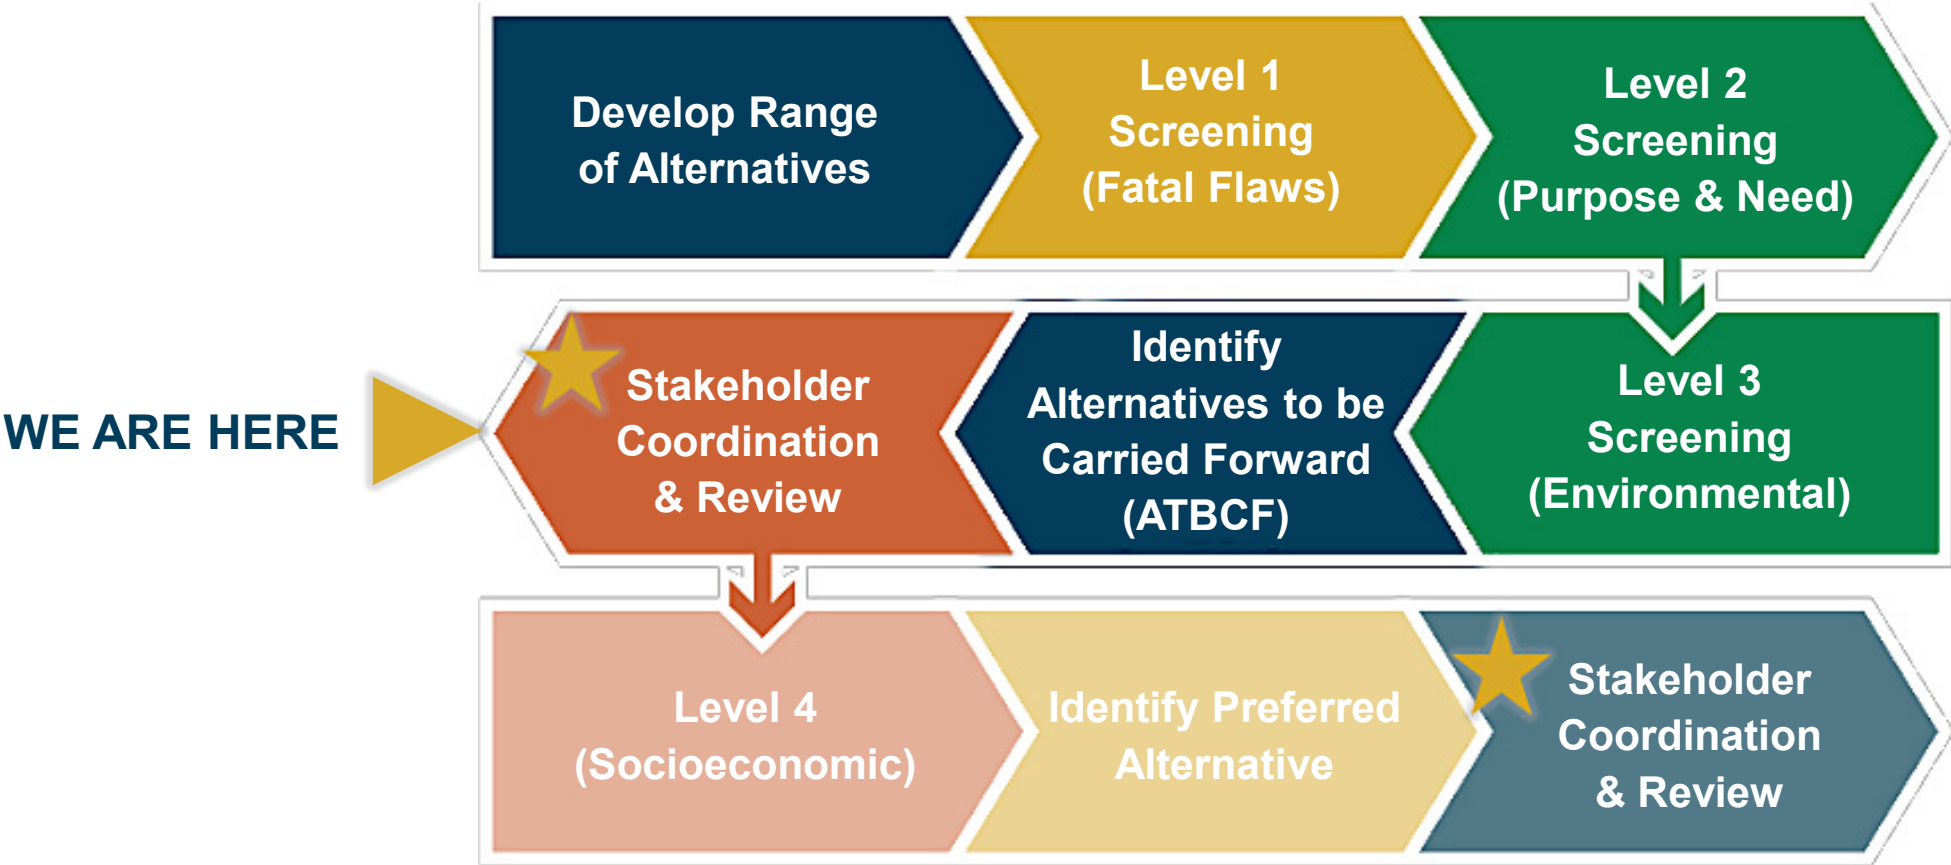 Develop Range
of Alternatives
Level 1
Screening
(Fatal Flaws)
Level 2
Screening
(Purpose & Need)
WE ARE HERE
Stakeholder
Coordination
& Review
Identify
Alternatives to be
Carried Forward
(ATBCF)
Level 3
Screening
(Environmental)
Level 4
(Socioeconomic)
Identify Preferred
Alternative
Stakeholder
Coordination
& Review